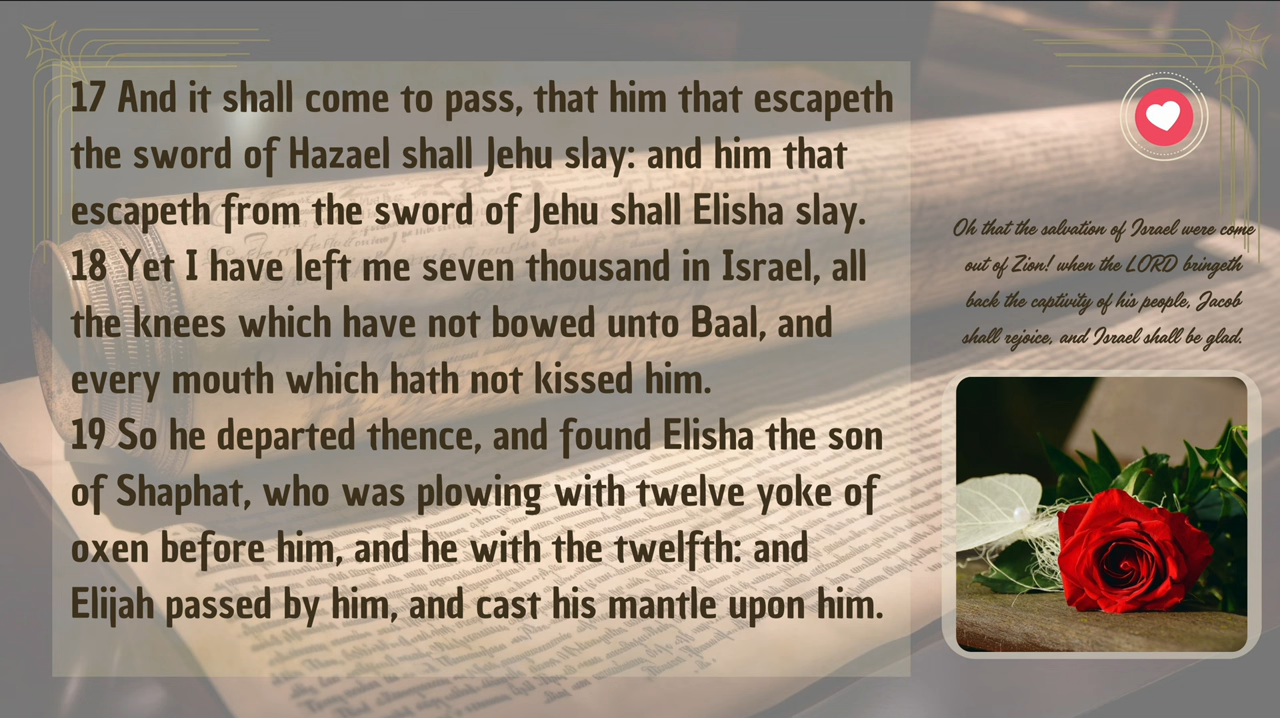 17 And it shall come to pass, that him that escapeth
the sword of Hazael shall Jehu slay: and him that
escapeth from the sword of Jehu shall Elisha slay.
18 Yet I have left me seven thousand in Israel, all
the knees which have not bowed unto Baal, and
every mouth which hath not kissed him.
19 So he departed thence, and found Elisha the son
of Shaphat, who was plowing with twelve yoke of
oxen before him, and he with the twelfth: and
Elijah passed by him, and cast his mantle upon him.
Oh that the salvation of Israel were come
out of Zion! when the LORD bringeth
back the captivity of his people, Jacob
shall rejoice, and Israel shall be glad.